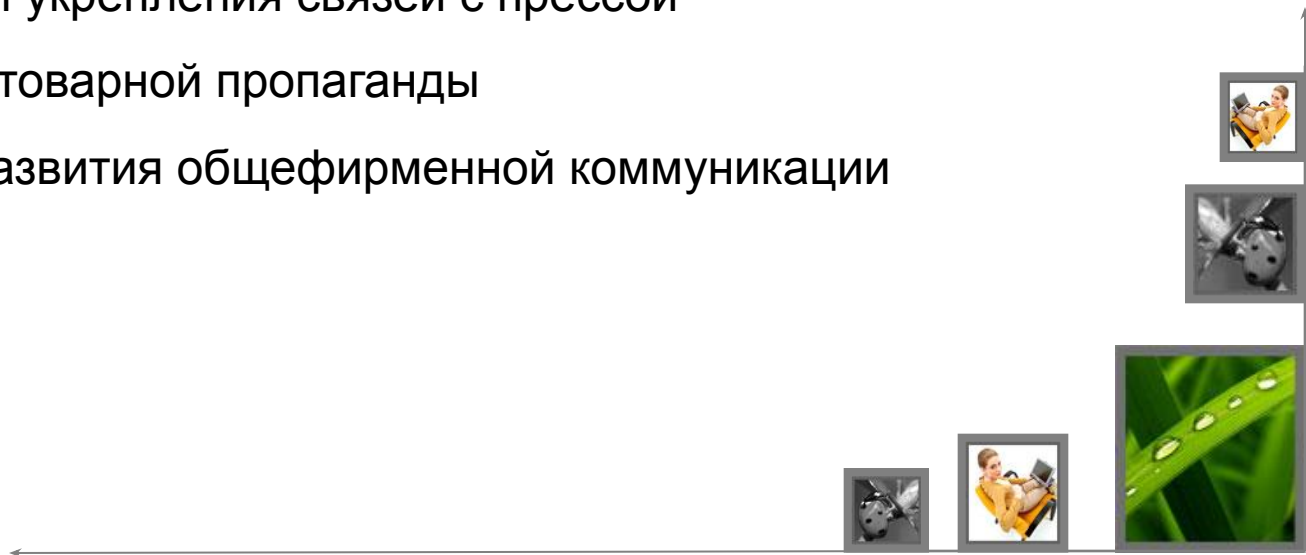 укрепления связей с прессой
товарной пропаганды
азвития общефирменной коммуникации